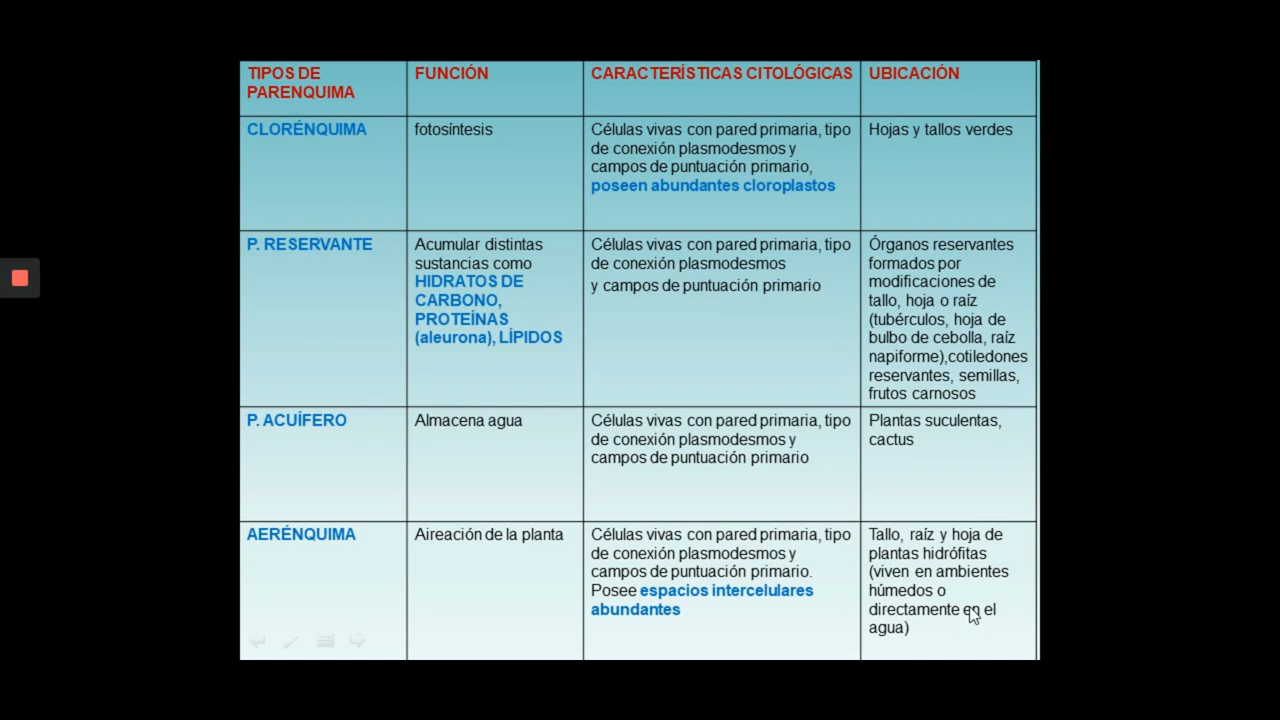 TIPOS DE
PARENQUIMA
FUNCIÓN
CARACTERÍSTICAS CITOLÓGICAS
UBICACIÓN
CLORÉNQUIMA
fotosíntesis
Células vivas con pared primaria, tipo
de conexión plasmodesmos y
campos de puntuación primario,
poseen abundantes cloroplastos
Hojas y tallos verdes
P. RESERVANTE
Acumular distintas
sustancias como
HIDRATOS DE
CARBONO,
PROTEÍNAS
(aleurona), LÍPIDOS
Células vivas con pared primaria, tipo
de conexión plasmodesmos
y campos de puntuación primario
Órganos reservantes
formados por
modificaciones de
tallo, hoja o raíz
(tubérculos, hoja de
bulbo de cebolla, raíz
napiforme),cotiledones
reservantes, semillas,
frutos carnosos
P. ACUÍFERO
Almacena agua
Células vivas con pared primaria, tipo
de conexión plasmodesmos y
campos de puntuación primario
Plantas suculentas,
cactus
AERÉNQUIMA
Aireación de la planta
Células vivas con pared primaria, tipo
de conexión plasmodesmos y
campos de puntuación primario.
Posee espacios intercelulares
abundantes
Tallo, raíz y hoja de
plantas hidrófitas
(viven en ambientes
húmedos o
directamente en el
agua)